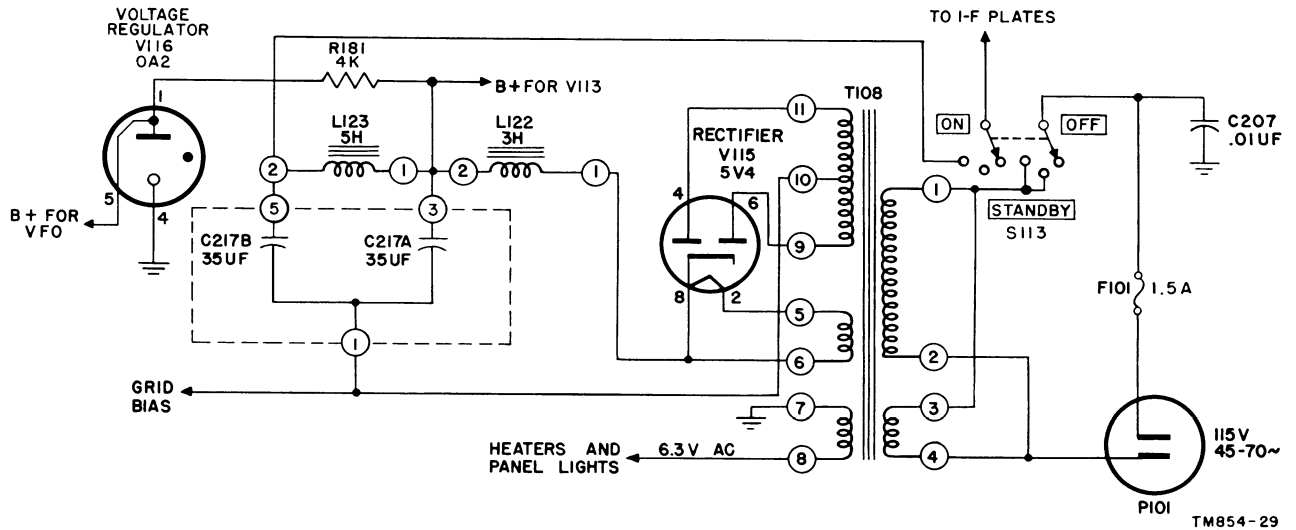 VOLTAGE
REGULATOR
V116
OA2
1
5
4
B+ FOR
VFO
R181
4K
B+ FOR V113
L123
5H
L122
3H
2
1
2
1
5
3
C217B
35UF
C217A
35UF
1
GRID
BIAS
HEATERS AND
PANEL LIGHTS
6.3V AC
RECTIFIER
V115
5V4
4
6
8
2
T108
11
10
9
5
6
7
8
1
2
3
4
TO I-F PLATES
ON
OFF
STANDBY
S113
C207
.01UF
F101
1.5A
115V
45-70~
P101
TM854-29